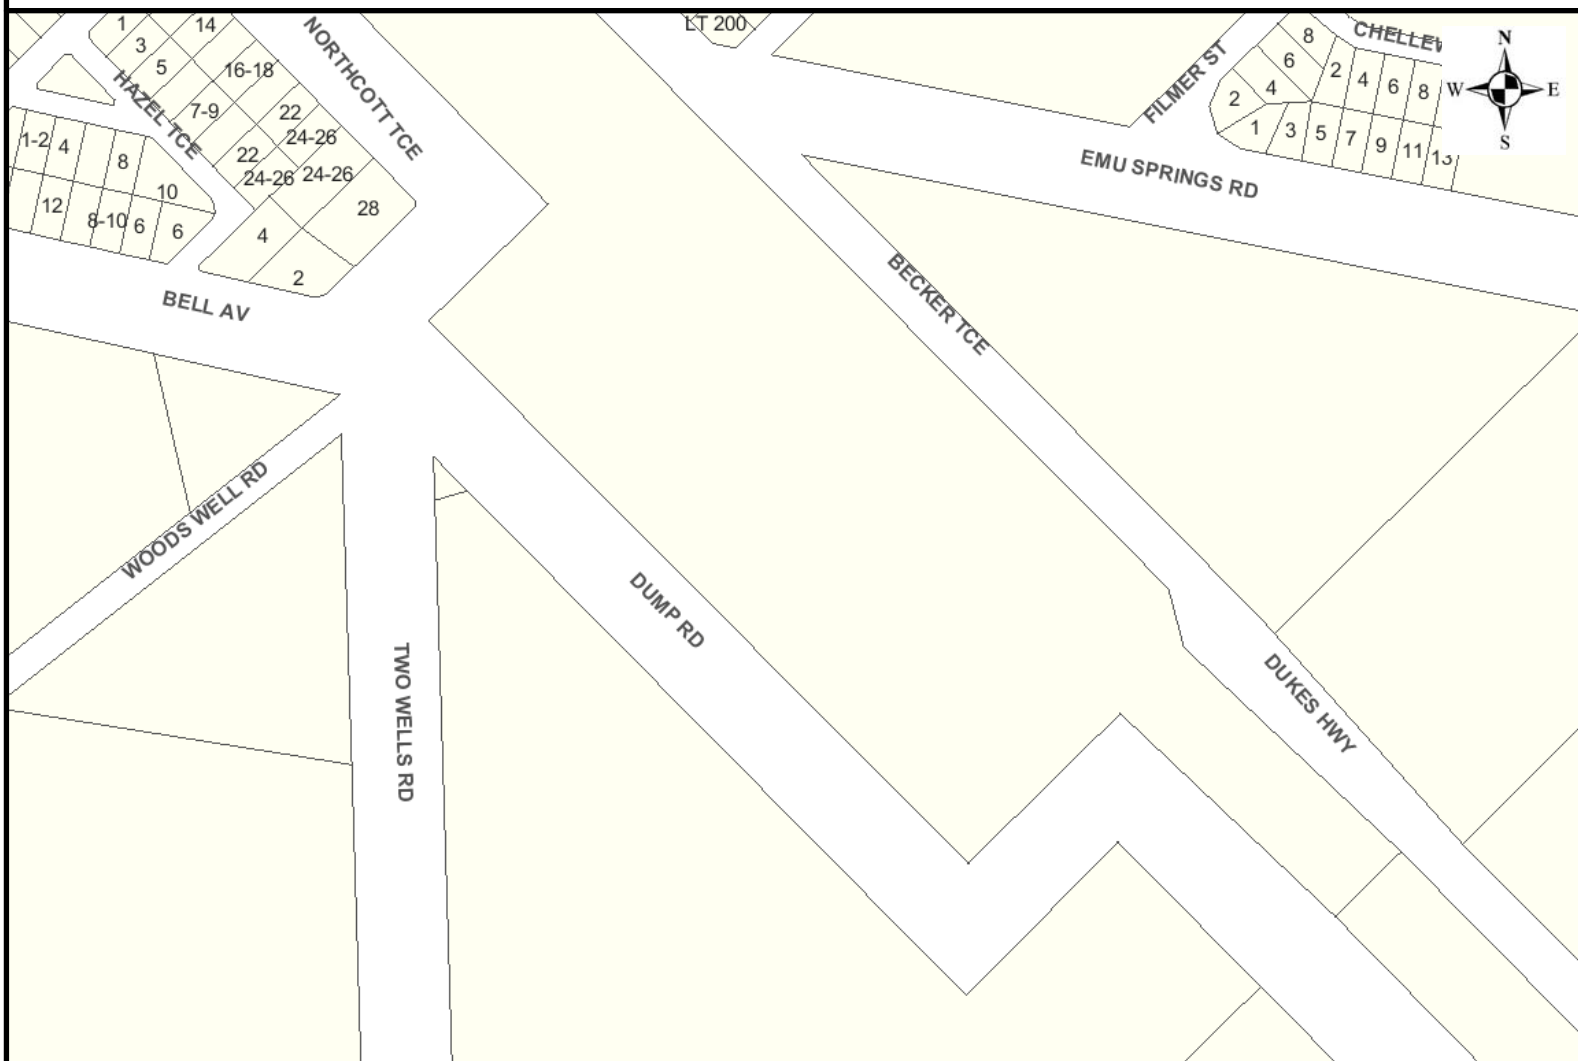 1
14
LT 200
8
CHELLEV
N
3
NORTHCOTT TCE
6
2
4
6
8
W
E
5
16-18
FILMER ST
4
2
HAZEL TCE
7-9
22
1
3
5
7
9
11
13
S
1-2
4
24-26
8
22
EMU SPRINGS RD
24-26
24-26
10
12
8-10
6
6
28
4
2
BELL AV
BECKER TCE
WOODS WELL RD
DUMP RD
TWO WELLS RD
DUKES HWY